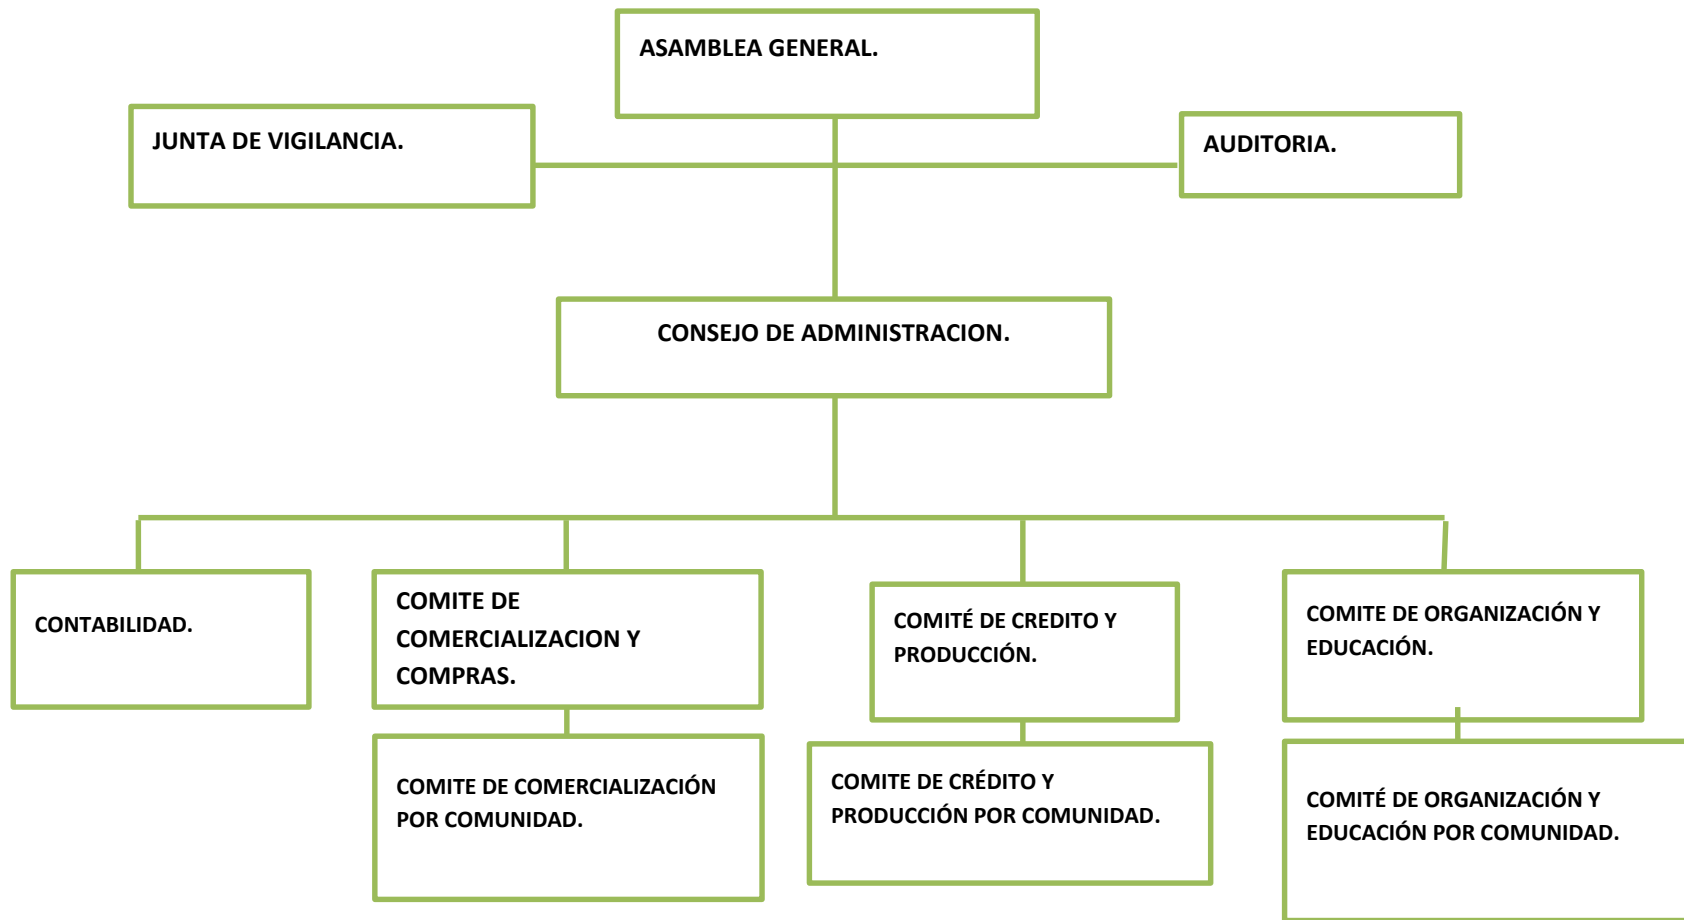 ASAMBLEA GENERAL.
JUNTA DE VIGILANCIA.
AUDITORIA.
CONSEJO DE ADMINISTRACION.
CONTABILIDAD.
COMITE DE
COMERCIALIZACION Y
COMPRAS.
COMITÉ DE CREDITO Y
PRODUCCIÓN.
COMITE DE ORGANIZACIÓN Y
EDUCACIÓN.
COMITE DE COMERCIALIZACIÓN
POR COMUNIDAD.
COMITE DE CRÉDITO Y
PRODUCCIÓN POR COMUNIDAD.
COMITÉ DE ORGANIZACIÓN Y
EDUCACIÓN POR COMUNIDAD.